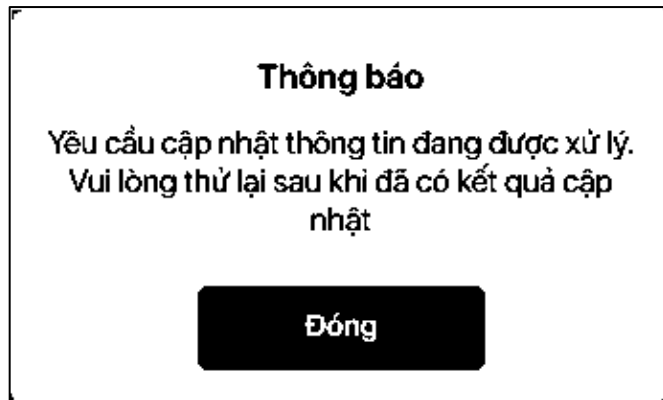 Thông báo
Yêu cầu cập nhật thông tin đang được xử lý.
Vui lòng thử lại sau khi đã có kết quả cập
nhật
Đóng